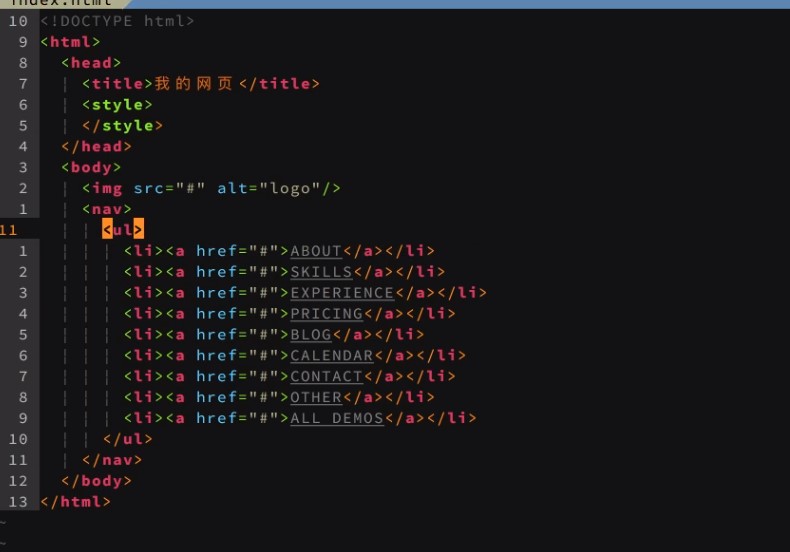 index.html
10 <!DOCTYPE html>
9 <html>
8 <head>
7 <title>我的网页</title>
6 <style>
5 </style>
4 </head>
3 <body>
2 <img src="#" alt="logo"/>
1 <nav>
11 <ul>
1 <li><a href="#">ABOUT</a></li>
2 <li><a href="#">SKILLS</a></li>
3 <li><a href="#">EXPERIENCE</a></li>
4 <li><a href="#">PRICING</a></li>
5 <li><a href="#">BLOG</a></li>
6 <li><a href="#">CALENDAR</a></li>
7 <li><a href="#">CONTACT</a></li>
8 <li><a href="#">OTHER</a></li>
9 <li><a href="#">ALL DEMOS</a></li>
10 </ul>
11 </nav>
12 </body>
13 </html>
~
~